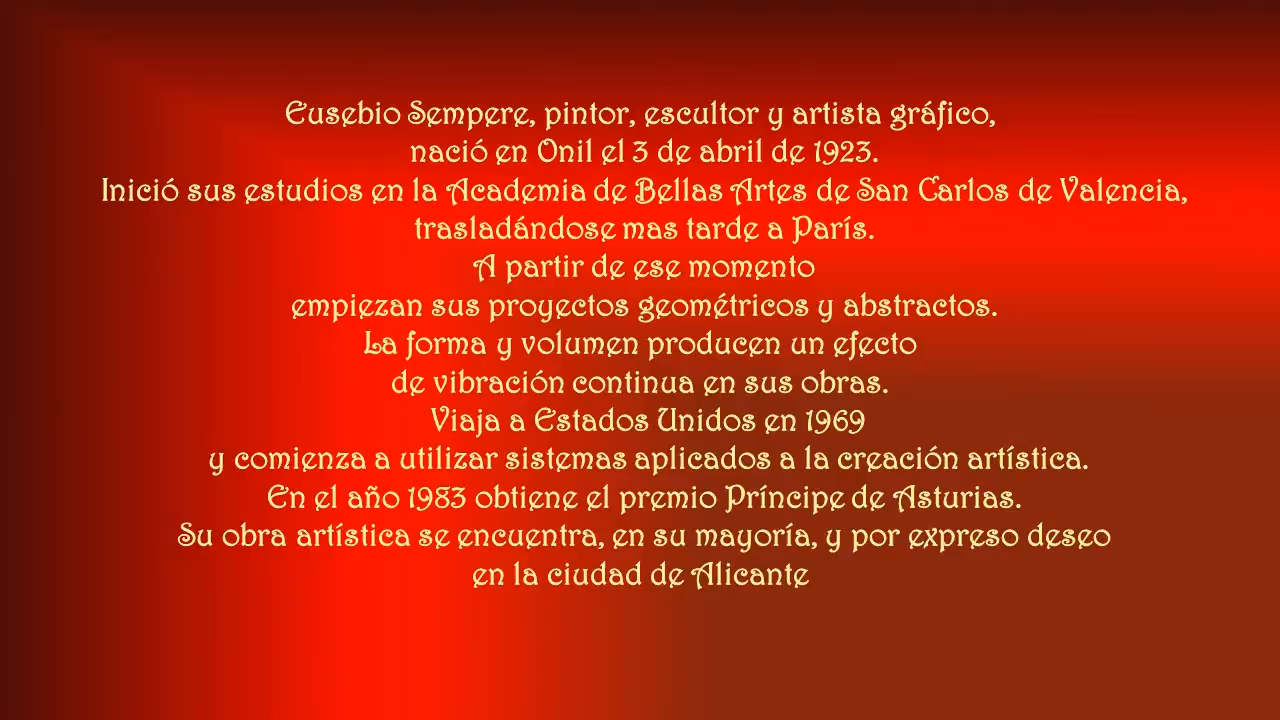 Eusebio Sempere, pintor, escultor y artista gráfico,
nació en Onil el 3 de abril de 1923.
Inició sus estudios en la Academia de Bellas Artes de San Carlos de Valencia,
trasladándose mas tarde a París.
A partir de ese momento
empiezan sus proyectos geométricos y abstractos.
La forma y volumen producen un efecto
de vibración continua en sus obras.
Viaja a Estados Unidos en 1969
y comienza a utilizar sistemas aplicados a la creación artística.
En el año 1983 obtiene el premio Príncipe de Asturias.
Su obra artística se encuentra, en su mayoría, y por expreso deseo
en la ciudad de Alicante